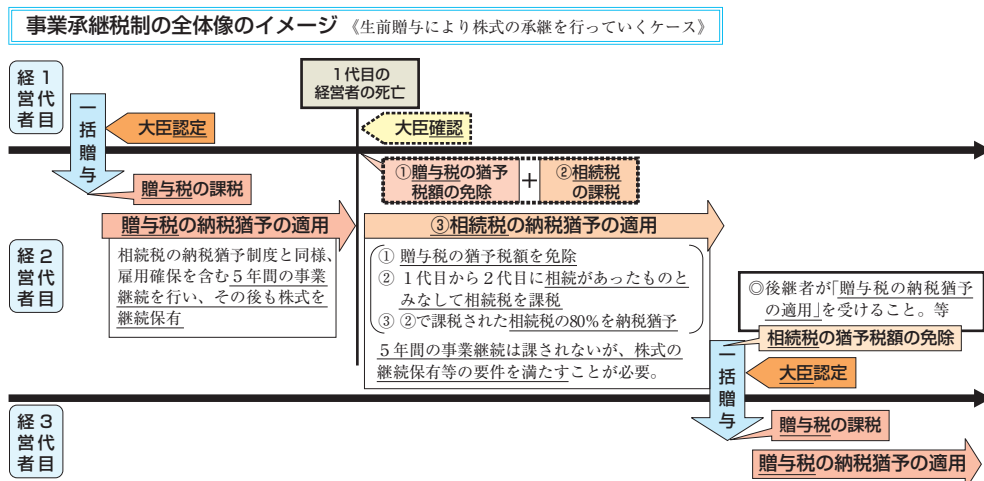 事業承継税制の全体像のイメージ 《生前贈与により株式の承継を行っていくケース》
経営者
1代目
1代目の
経営者の死亡
一括贈与
大臣認定
大臣確認
①贈与税の猶予
税額の免除
+
②相続税
の課税
贈与税の課税
贈与税の納税猶予の適用
③相続税の納税猶予の適用
経営者
2代目
相続税の納税猶予制度と同様、
雇用確保を含む5年間の事業
継続を行い、その後も株式を
継続保有
① 贈与税の猶予税額を免除
② 1代目から2代目に相続があったものと
みなして相続税を課税
③ ②で課税された相続税の80%を納税猶予
5年間の事業継続は課されないが、株式の
継続保有等の要件を満たすことが必要。
◎後継者が「贈与税の納税猶予
の適用」を受けること。等
相続税の猶予税額の免除
一括贈与
大臣認定
経営者
3代目
贈与税の課税
贈与税の納税猶予の適用